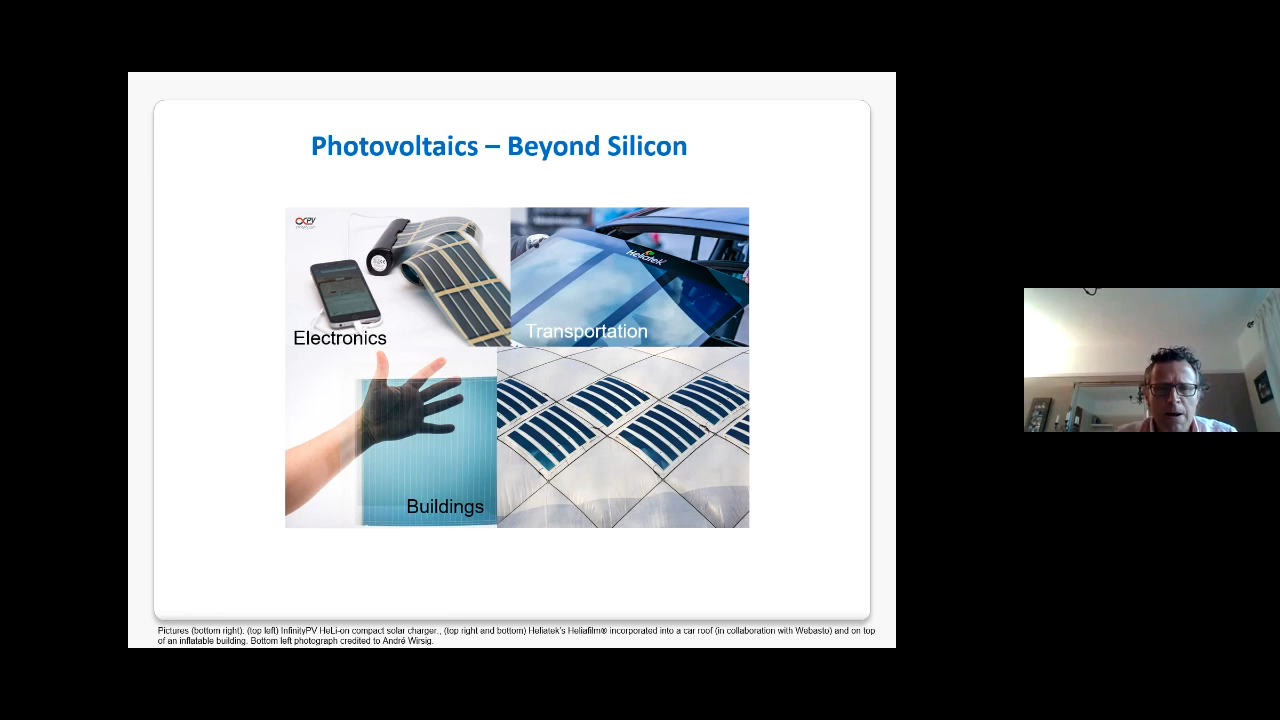 Photovoltaics – Beyond Silicon
Heliatek
Electronics
Transportation
Buildings
Pictures (bottom right). (top left) InfinityPV HeLi-on compact solar charger., (top right and bottom) Heliatek's Heliafilm® incorporated into a car roof (in collaboration with Webasto) and on top
of an inflatable building. Bottom left photograph credited to André Wirsig.